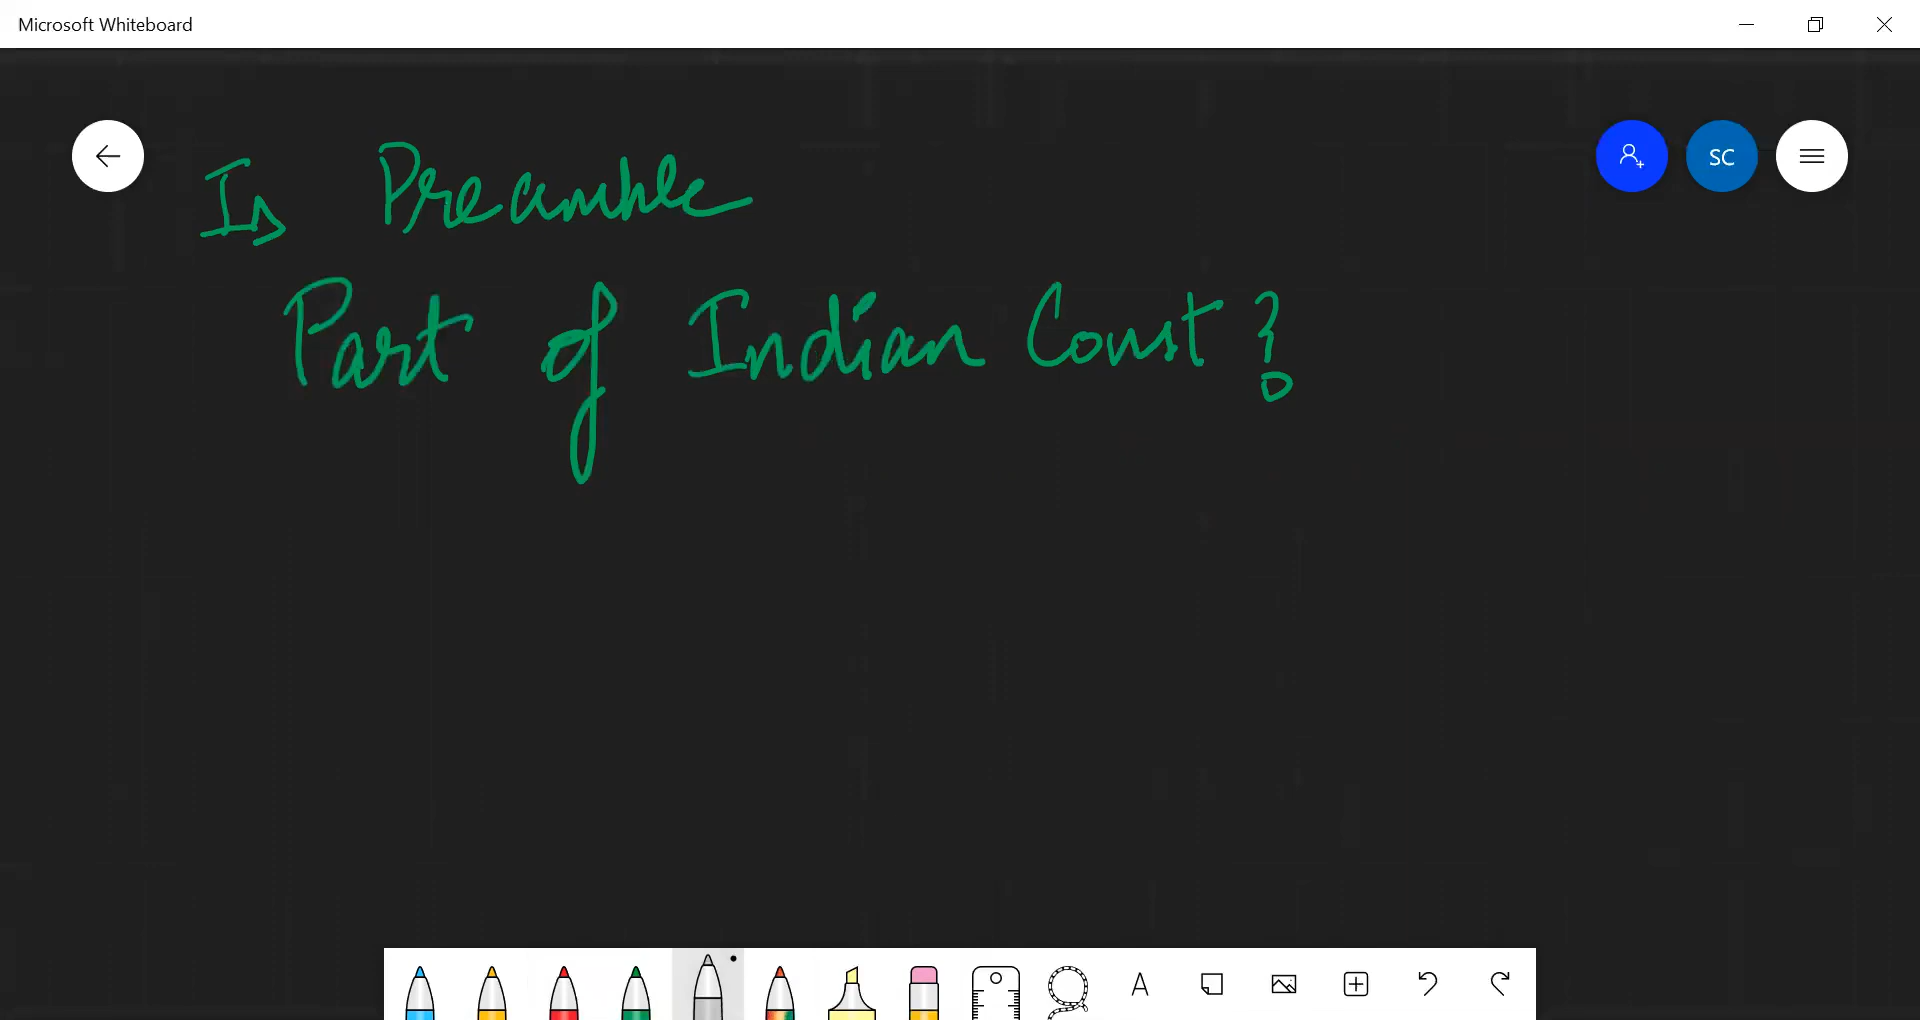 Microsoft Whiteboard
SC
Is Preamble
Part of Indian Const ?
A